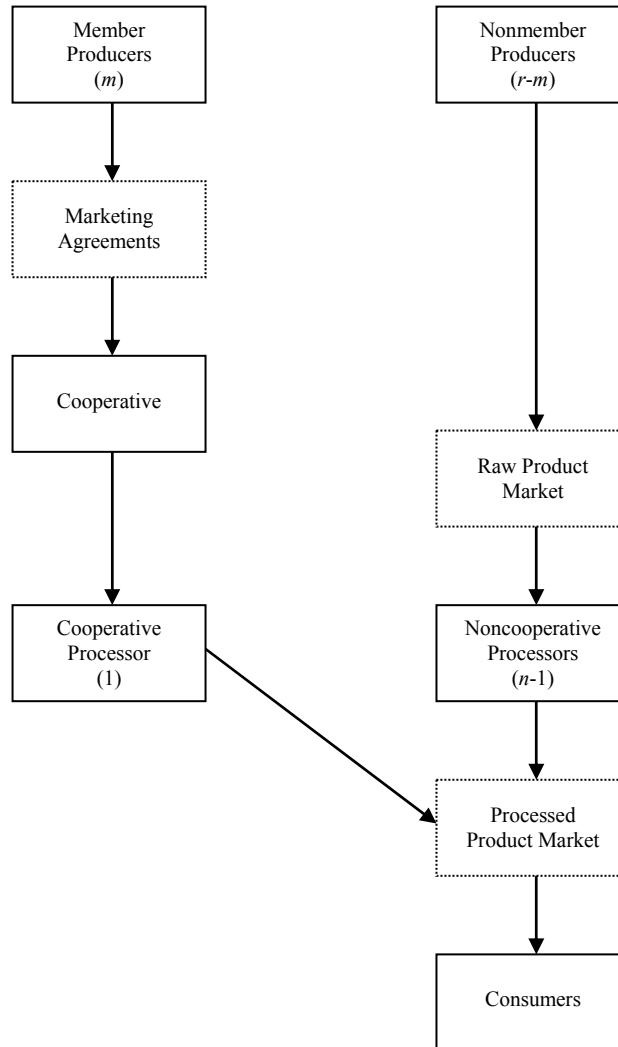 Member
Producers
(m)
Nonmember
Producers
(r-m)
Marketing
Agreements
Cooperative
Raw Product
Market
Cooperative
Processor
(1)
Noncooperative
Processors
(n-1)
Processed
Product Market
Consumers